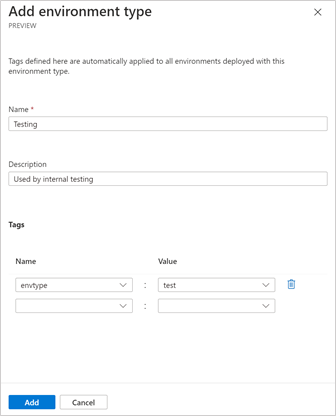 Add environment type
PREVIEW
Tags defined here are automatically applied to all environments deployed with this
environment type.
Name *
Testing
Description
Used by internal testing
Tags
Name Value
envtype : test
:
Add Cancel